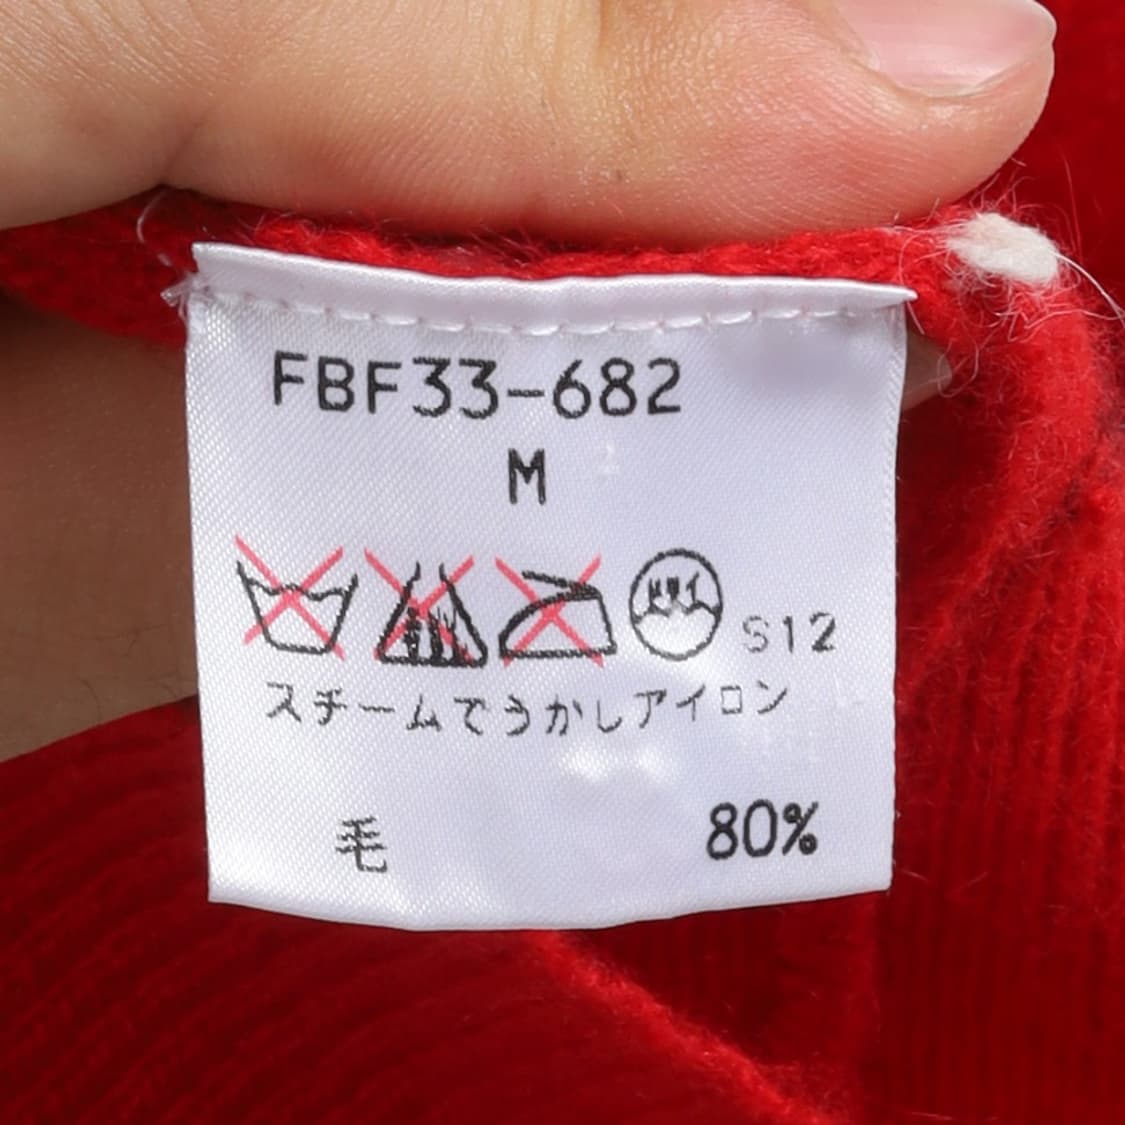 FBF33-682
M
S12
スチームでうかしアイロン
毛 80%